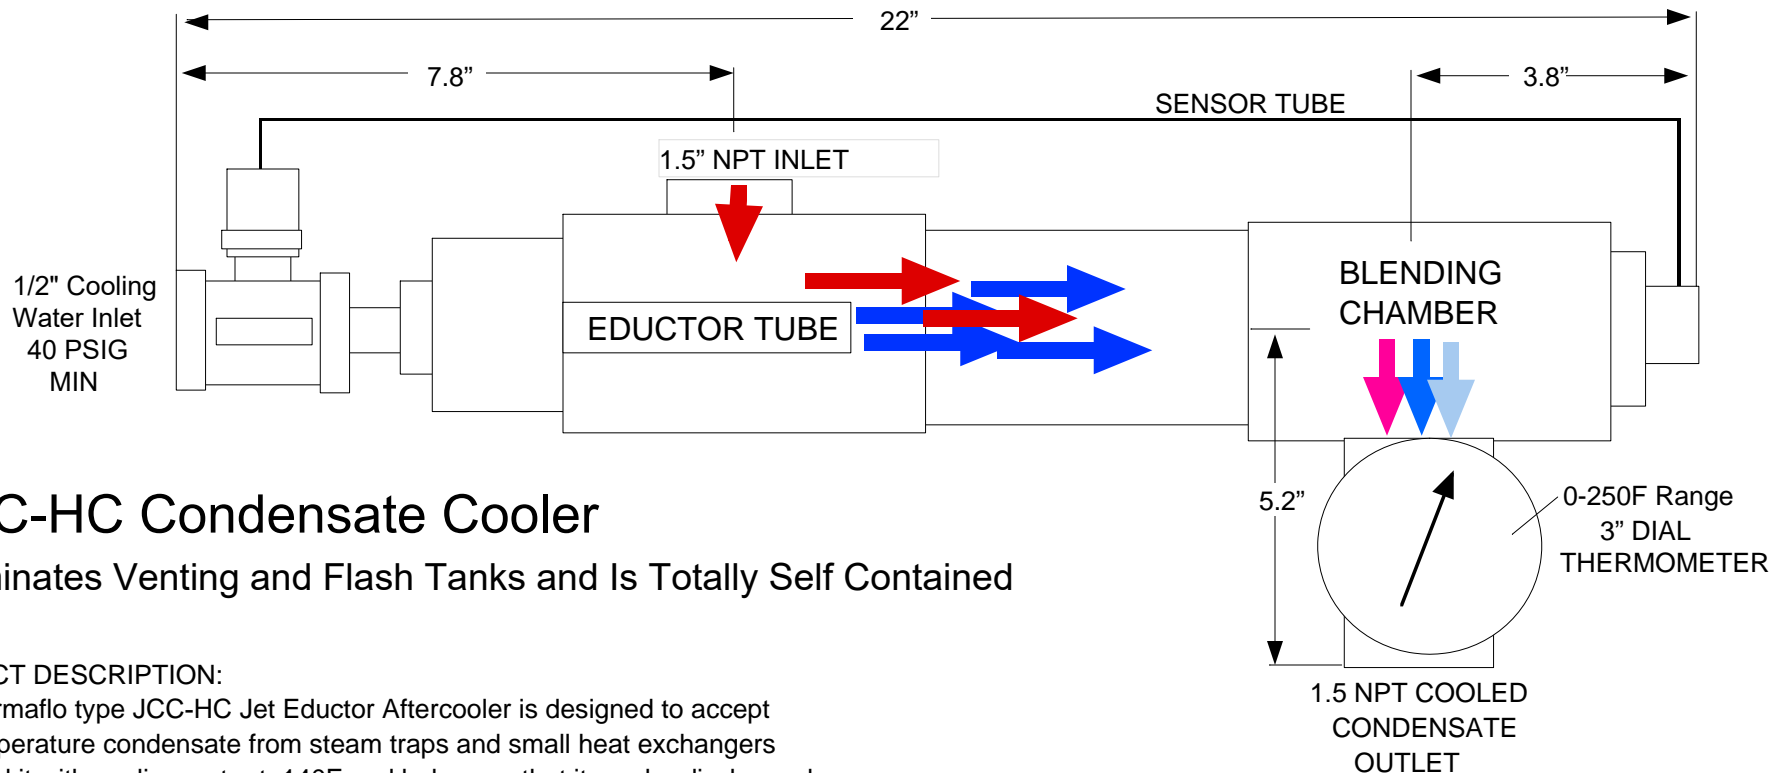 22”
7.8”
3.8”
SENSOR TUBE
1.5” NPT INLET
1/2" Cooling
Water Inlet
40 PSIG
MIN
EDUCTOR TUBE
BLENDING
CHAMBER
5.2”
0-250F Range
3” DIAL
THERMOMETER
C-HC Condensate Cooler
inates Venting and Flash Tanks and Is Totally Self Contained
CT DESCRIPTION:
rmaflo type JCC-HC Jet Eductor Aftercooler is designed to accept
perature condensate from steam traps and small heat exchangers
1.5 NPT COOLED
CONDENSATE
OUTLET